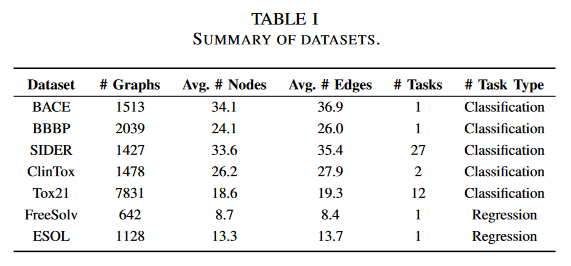 TABLE I
SUMMARY OF DATASETS.
Dataset # Graphs Avg. # Nodes Avg. # Edges # Tasks # Task Type
BACE 1513 34.1 36.9 1 Classification
BBBP 2039 24.1 26.0 1 Classification
SIDER 1427 33.6 35.4 27 Classification
ClinTox 1478 26.2 27.9 2 Classification
Tox21 7831 18.6 19.3 12 Classification
FreeSolv 642 8.7 8.4 1 Regression
ESOL 1128 13.3 13.7 1 Regression